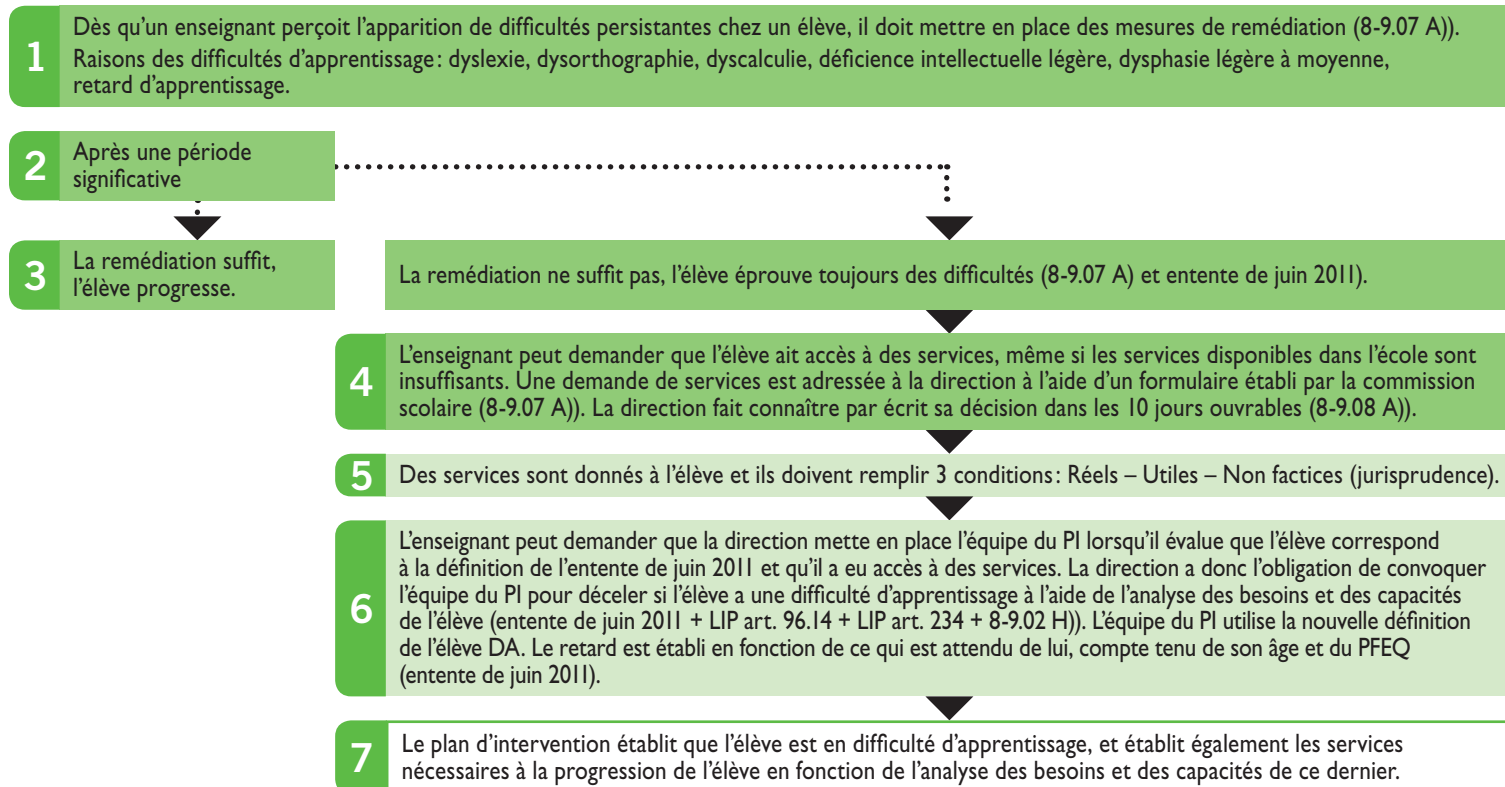 1
Dès qu’un enseignant perçoit l’apparition de difficultés persistantes chez un élève, il doit mettre en place des mesures de remédiation (8-9.07 A)).
Raisons des difficultés d’apprentissage : dyslexie, dysorthographie, dyscalculie, déficience intellectuelle légère, dysphasie légère à moyenne,
retard d’apprentissage.
2
Après une période
significative
3
La remédiation suffit,
l’élève progresse.
La remédiation ne suffit pas, l’élève éprouve toujours des difficultés (8-9.07 A) et entente de juin 2011).
4
L’enseignant peut demander que l’élève ait accès à des services, même si les services disponibles dans l’école sont
insuffisants. Une demande de services est adressée à la direction à l’aide d’un formulaire établi par la commission
scolaire (8-9.07 A)). La direction fait connaître par écrit sa décision dans les 10 jours ouvrables (8-9.08 A)).
5
Des services sont donnés à l’élève et ils doivent remplir 3 conditions : Réels – Utiles – Non factices (jurisprudence).
6
L’enseignant peut demander que la direction mette en place l’équipe du PI lorsqu’il évalue que l’élève correspond
à la définition de l’entente de juin 2011 et qu’il a eu accès à des services. La direction a donc l’obligation de convoquer
l’équipe du PI pour déceler si l’élève a une difficulté d’apprentissage à l’aide de l’analyse des besoins et des capacités
de l’élève (entente de juin 2011 + LIP art. 96.14 + LIP art. 234 + 8-9.02 H)). L’équipe du PI utilise la nouvelle définition
de l’élève DA. Le retard est établi en fonction de ce qui est attendu de lui, compte tenu de son âge et du PFEQ
(entente de juin 2011).
7
Le plan d’intervention établit que l’élève est en difficulté d’apprentissage, et établit également les services
nécessaires à la progression de l’élève en fonction de l’analyse des besoins et des capacités de ce dernier.